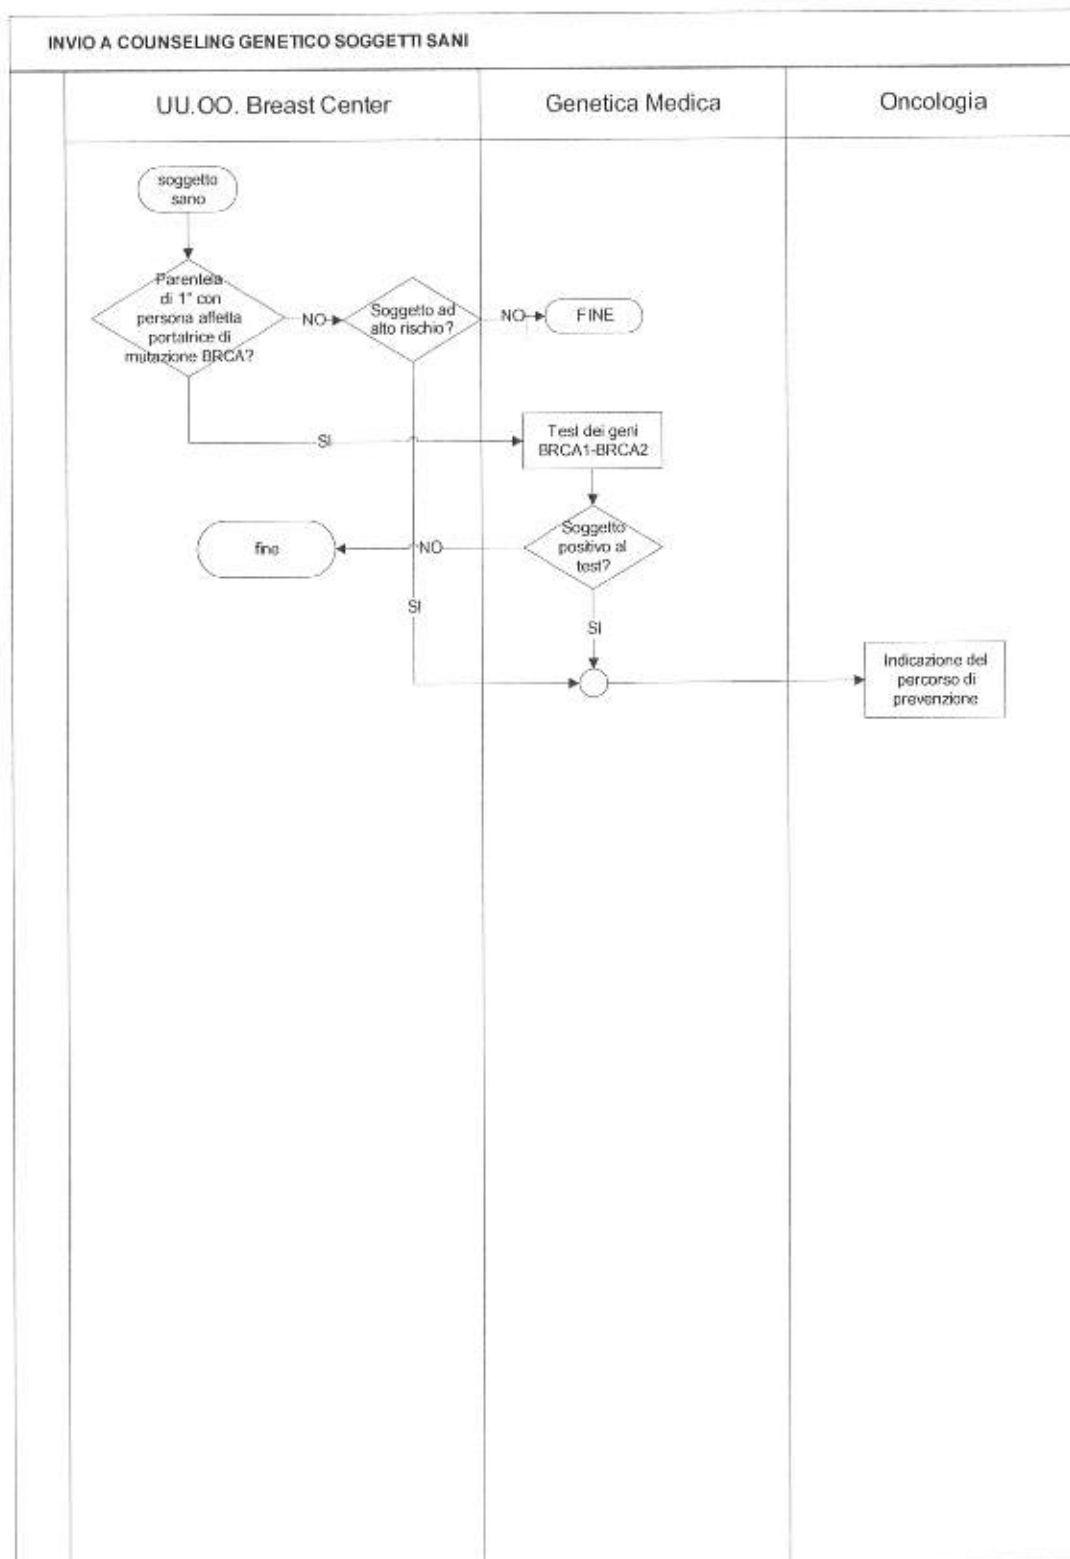 INVIO A COUNSELING GENETICO SOGGETTI SANI
UU.OO. Breast Center
Genetica Medica
Oncologia
soggetto
sano
Parentela
di 1° con
persona affetta
portatrice di
mutazione BRCA?
NO
Soggetto ad
alto rischio?
NO
FINE
SI
Test dei geni
BRCA1-BRCA2
fine
NO
Soggetto
positivo al
test?
SI
SI
Indicazione del
percorso di
prevenzione